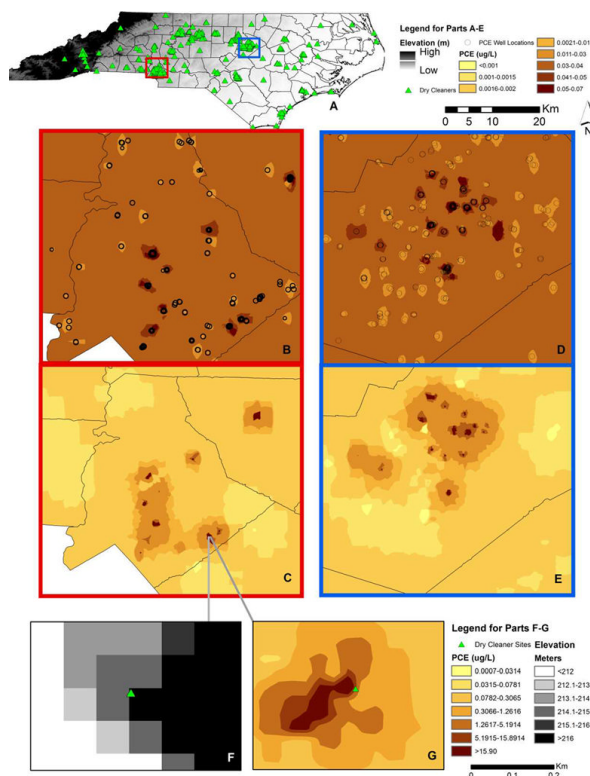 Legend for Parts A-E
Elevation (m)
High
Low
Dry Cleaners
PCE Well Locations
PCE (ug/L)
<0.001
0.001-0.0015
0.0016-0.002
0.0021-0.01
0.011-0.03
0.03-0.04
0.041-0.05
0.05-0.07
0 5 10 20
Km
A
B
D
C
E
F
G
Legend for Parts F-G
Dry Cleaner Sites
PCE (ug/L)
0.0007-0.0314
0.0315-0.0781
0.0782-0.3065
0.3066-1.2616
1.2617-5.1914
5.1915-15.8914
>15.90
Elevation
Meters
<212
212.1-213
213.1-214
214.1-215
215.1-216
>216
Km
0 0.1 0.2